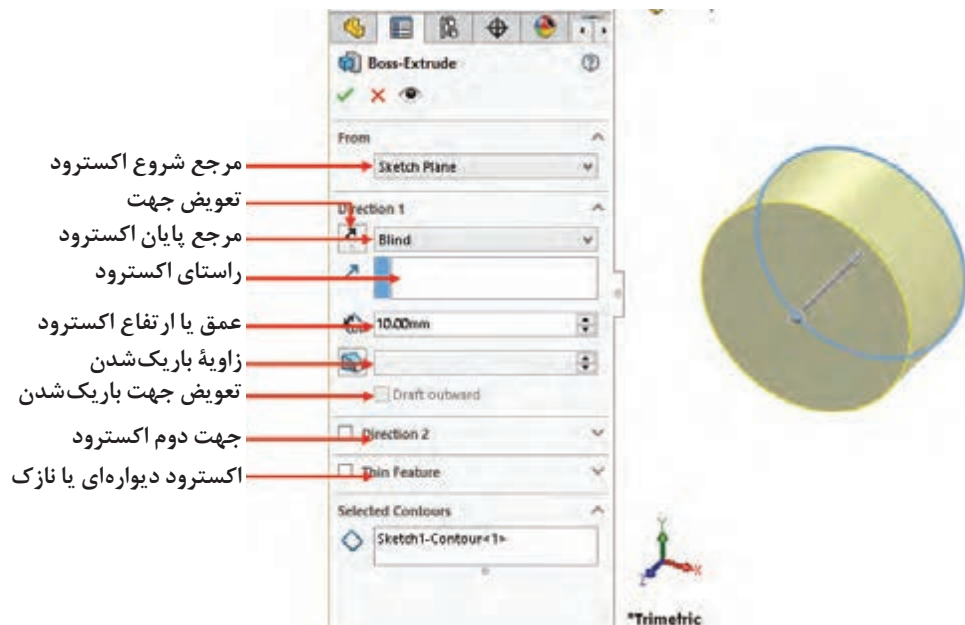 Boss-Extrude
From
مرجع شروع اکسترود
Sketch Plane
تعویض جهت
Direction 1
مرجع پایان اکسترود
Blind
راستای اکسترود
عمق یا ارتفاع اکسترود
10.00mm
زاویهٔ باریک‌شدن
تعویض جهت باریک‌شدن
Draft outward
جهت دوم اکسترود
Direction 2
اکسترود دیواره‌ای یا نازک
Thin Feature
Selected Contours
Sketch1-Contour<1>
Y
X
Z
*Trimetric